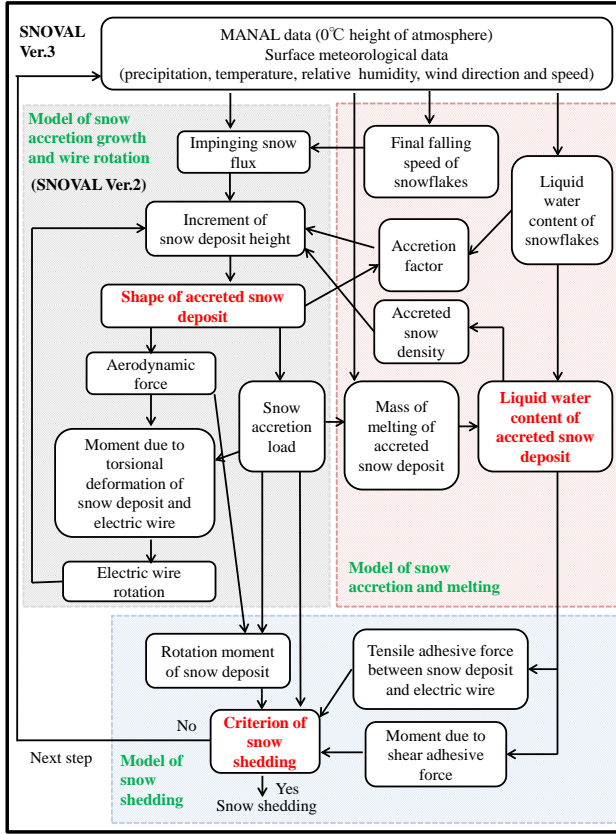 SNOVAL
Ver.3
MANAL data (0℃ height of atmosphere)
Surface meteorological data
(precipitation, temperature, relative humidity, wind direction and speed)
Model of snow
accretion growth
and wire rotation
(SNOVAL Ver.2)
Impinging snow
flux
Final falling
speed of
snowflakes
Liquid
water
content of
snowflakes
Increment of
snow deposit height
Accretion
factor
Shape of accreted snow
deposit
Accreted
snow
density
Aerodynamic
force
Snow
accretion
load
Mass of
melting of
accreted
snow deposit
Liquid water
content of
accreted snow
deposit
Moment due to
torsional
deformation of
snow deposit and
electric wire
Electric wire
rotation
Model of snow
accretion and melting
Rotation moment
of snow deposit
Tensile adhesive force
between snow deposit
and electric wire
No
Criterion of
snow
shedding
Moment due to
shear adhesive
force
Next step
Model of
snow
shedding
Yes
Snow shedding